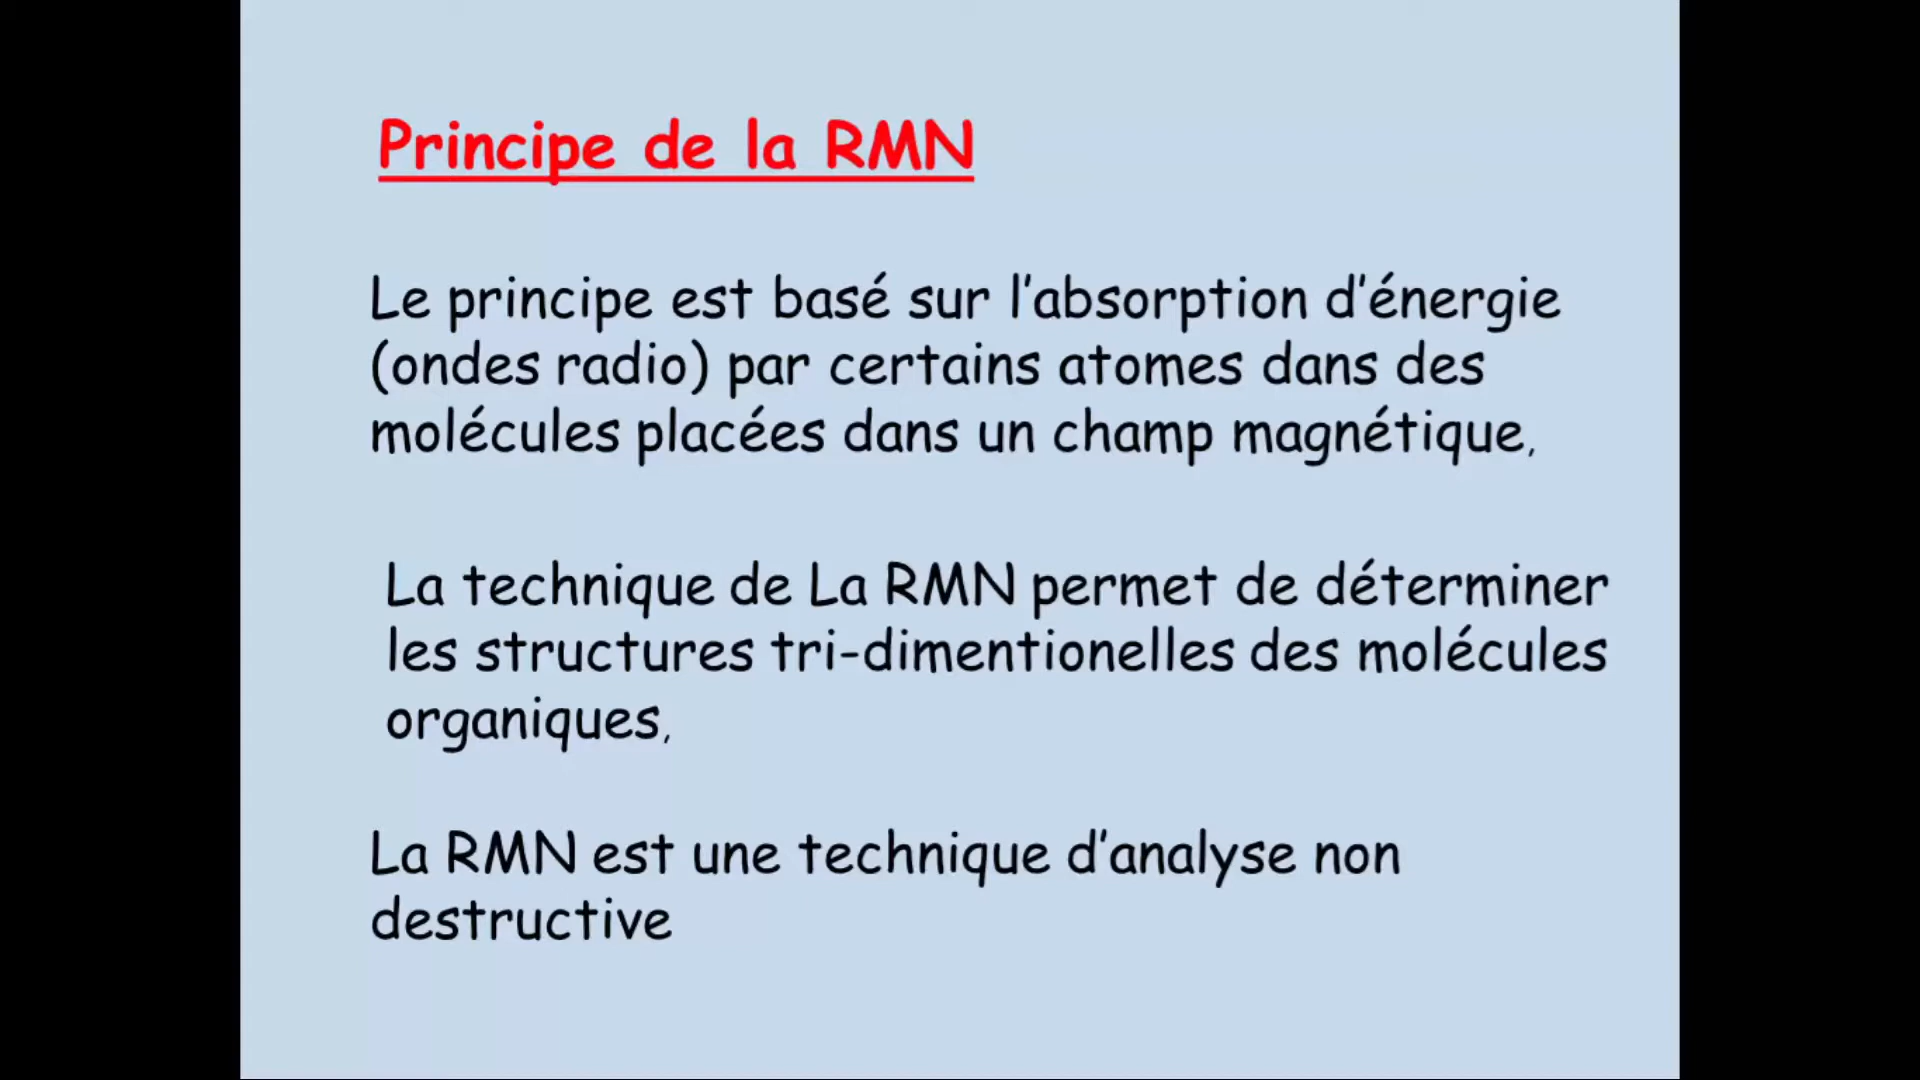 Principe de la RMN
Le principe est basé sur l’absorption d’énergie
(ondes radio) par certains atomes dans des
molécules placées dans un champ magnétique,
La technique de La RMN permet de déterminer
les structures tri-dimentionelles des molécules
organiques,
La RMN est une technique d’analyse non
destructive